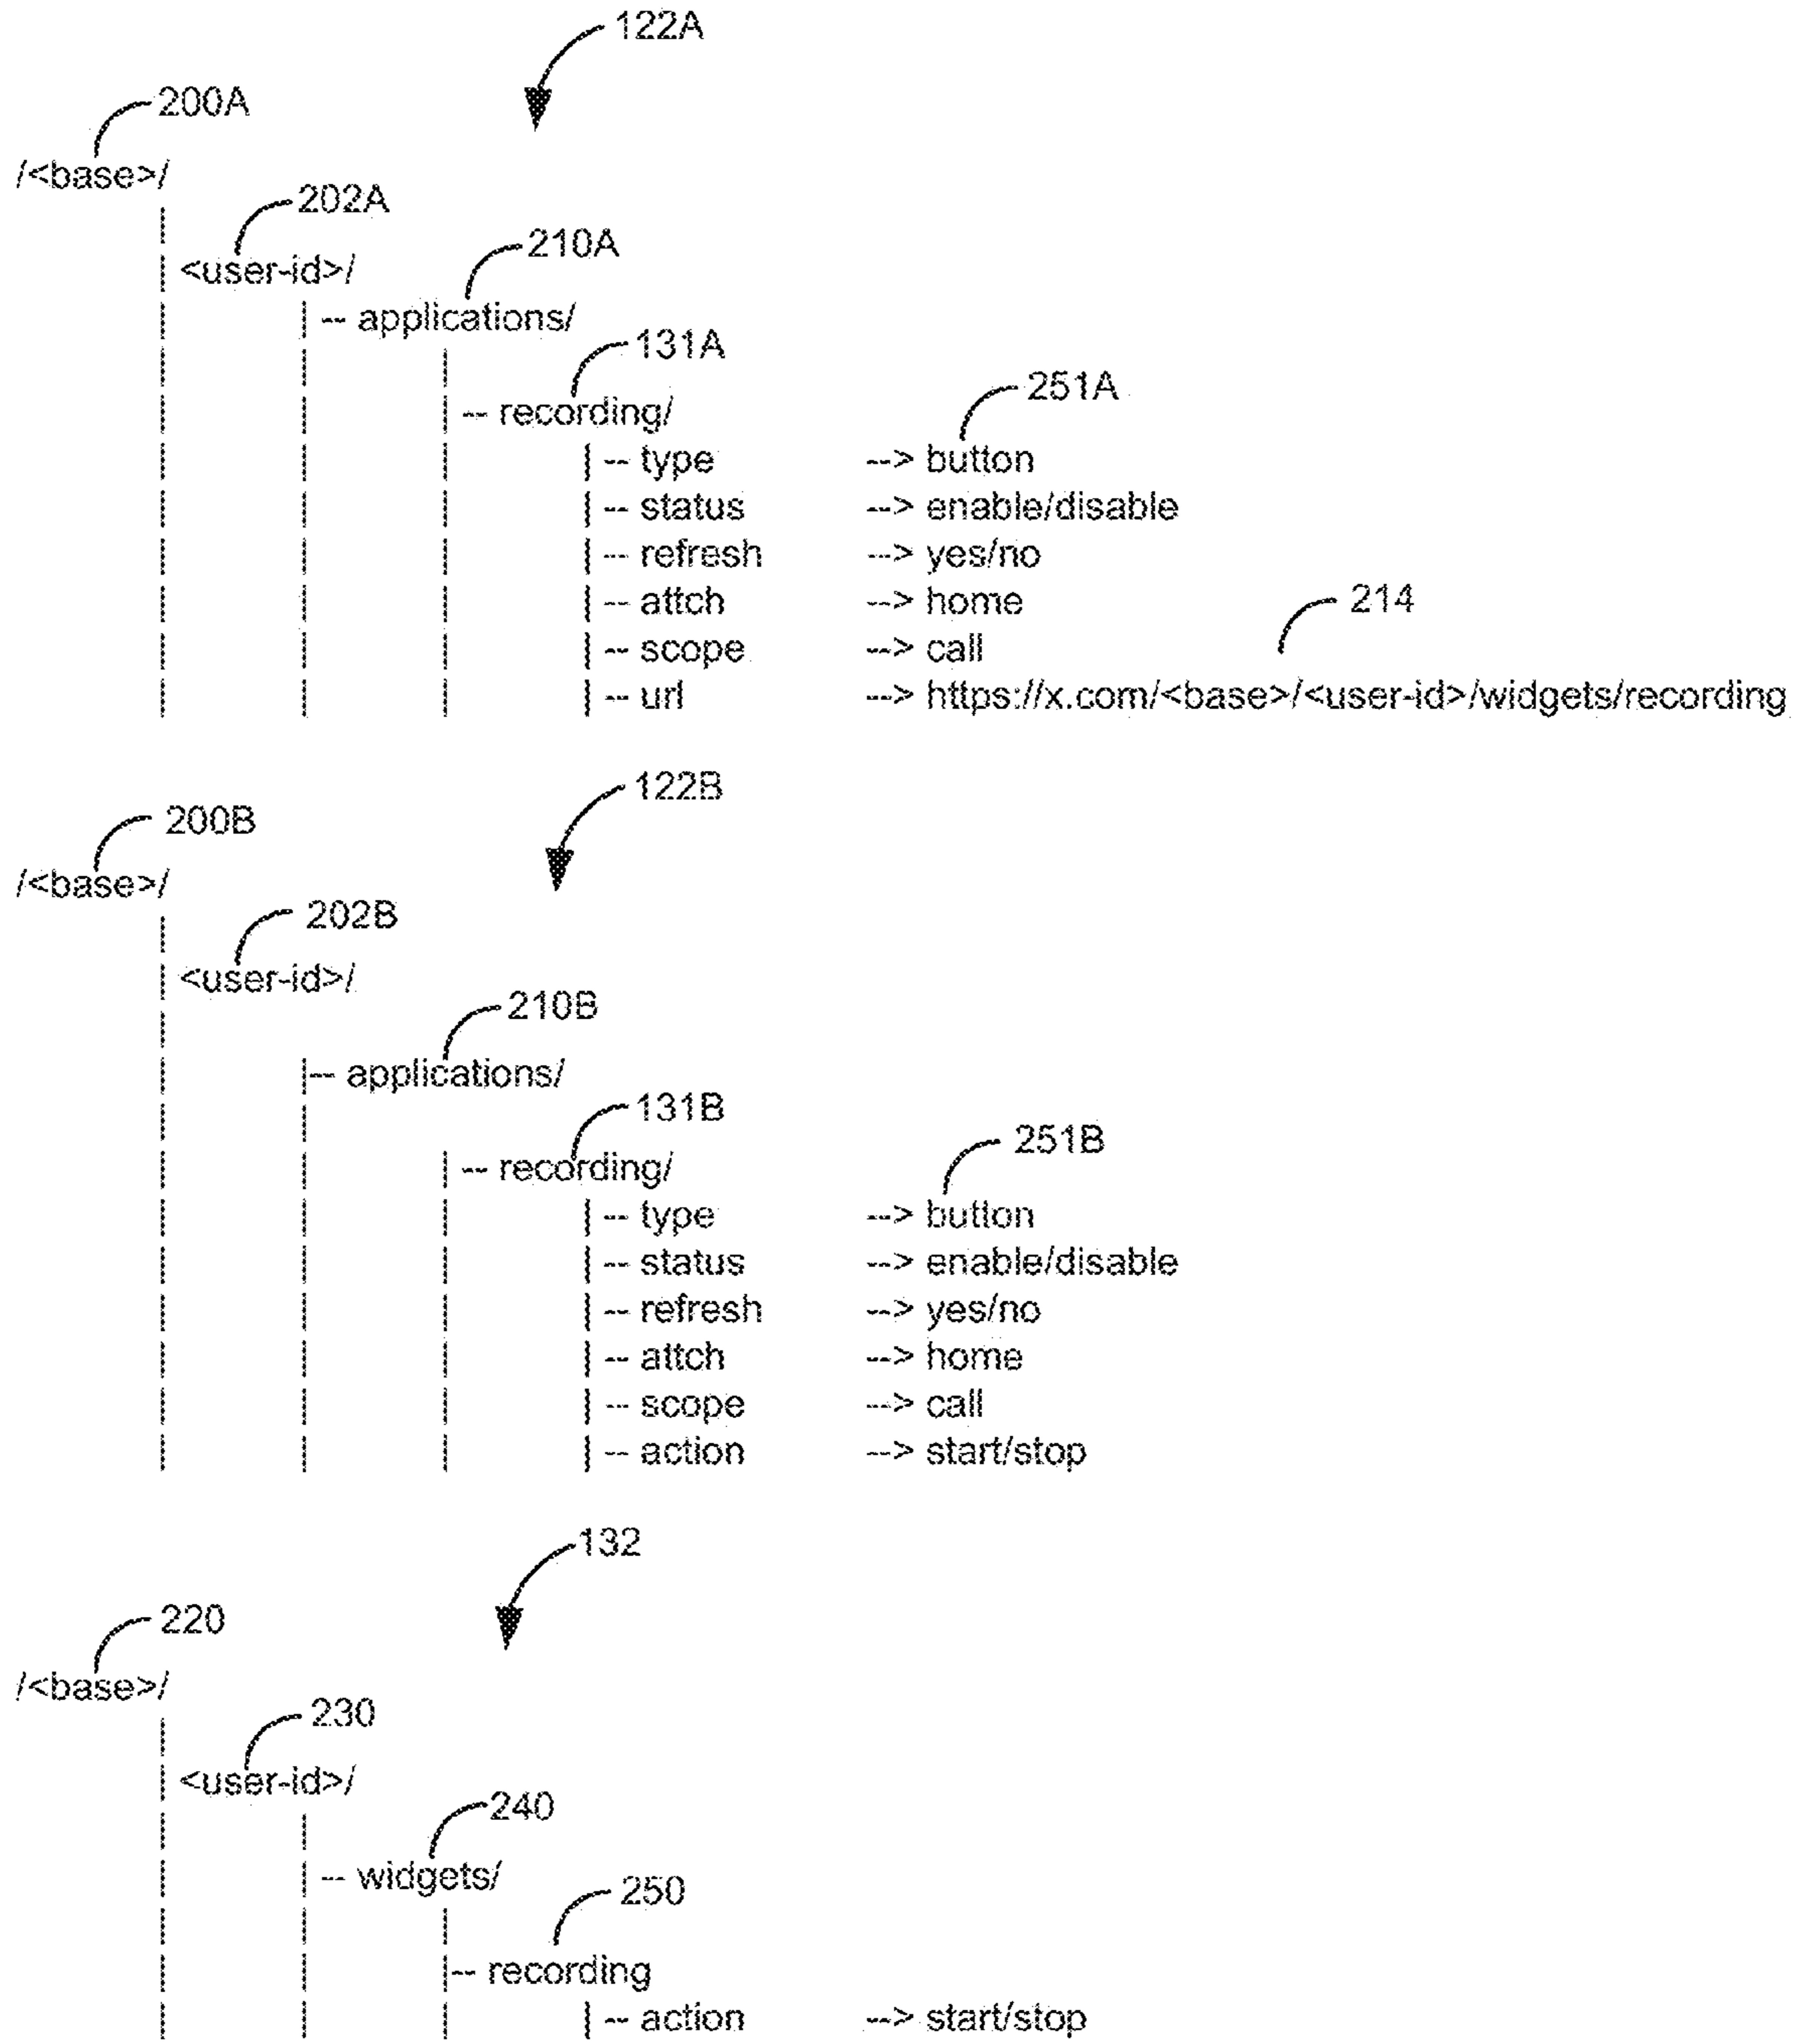 122A
200A
/<base>/
202A
<user-id>/
210A
-- applications/
131A
-- recording/
251A
| -- type --> button
| -- status --> enable/disable
| -- refresh --> yes/no
| -- attch --> home
214
| -- scope --> call
| -- url --> https://x.com/<base>/<user-id>/widgets/recording
122B
200B
/<base>/
202B
<user-id>/
210B
|-- applications/
131B
-- recording/
251B
| -- type --> button
| -- status --> enable/disable
| -- refresh --> yes/no
| -- attch --> home
| -- scope --> call
| -- action --> start/stop
132
220
/<base>/
230
<user-id>/
240
-- widgets/
250
|-- recording
| -- action --> start/stop